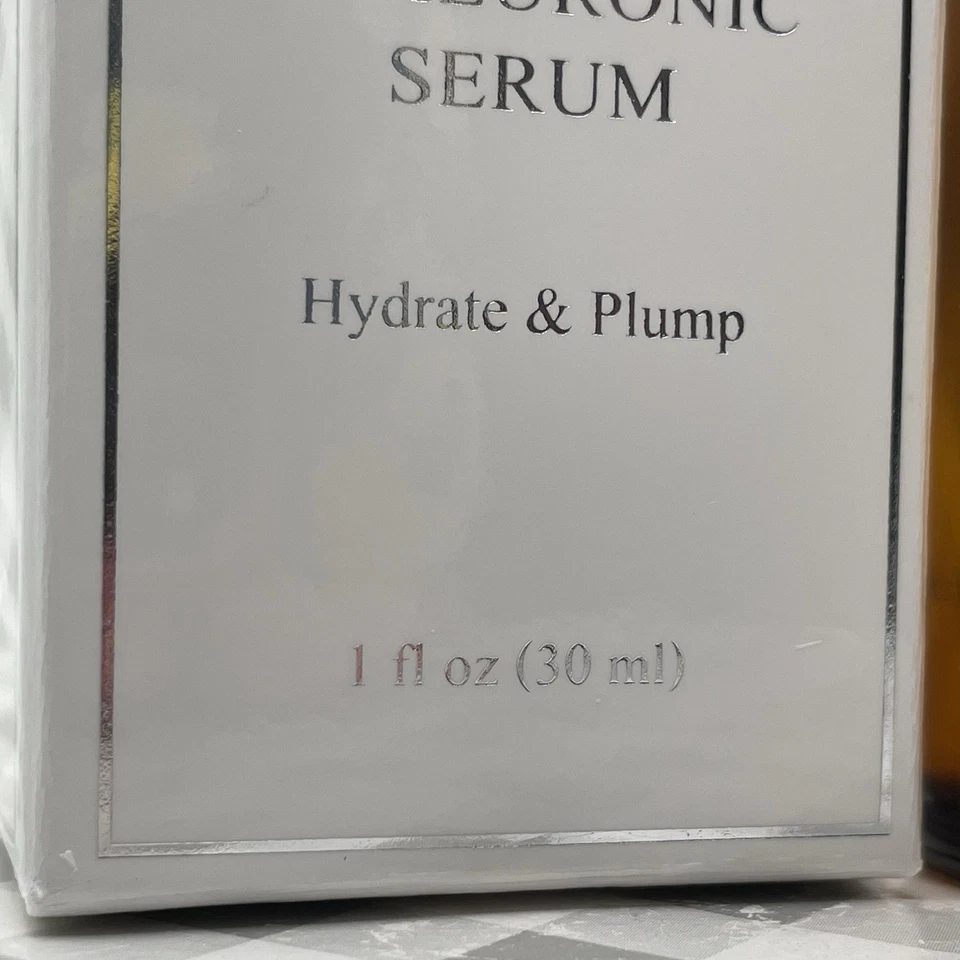 SERUM
Hydrate & Plump
1 fl oz (30 ml)